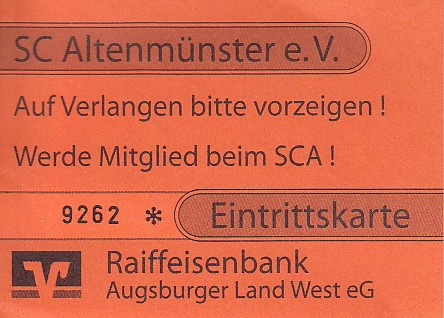 SC Altenmünster e.V.
Auf Verlangen bitte vorzeigen !
Werde Mitglied beim SCA !
9262 * Eintrittskarte
Raiffeisenbank
Augsburger Land West eG